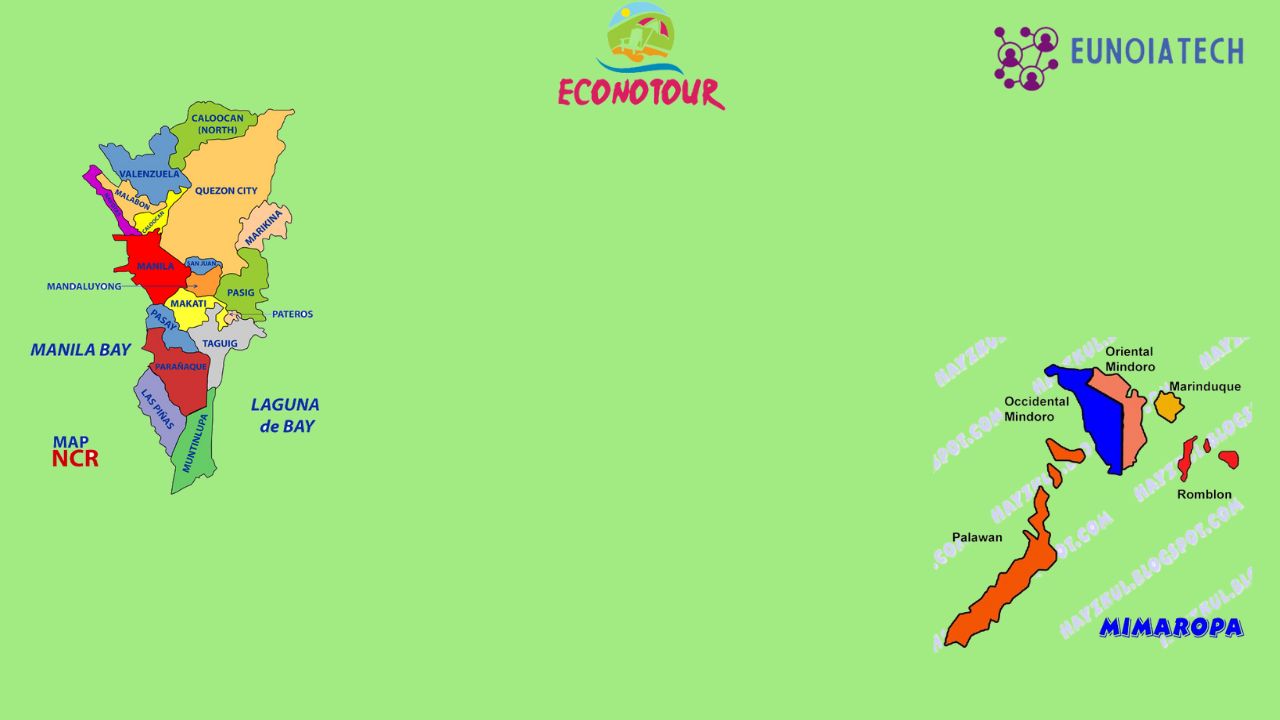 ECONOTOUR
EUNOIATECH
CALOOCAN
(NORTH)
VALENZUELA
QUEZON CITY
MALABON
CALOOCAN
MARIKINA
MANILA
SAN JUAN
MANDALUYONG
PASIG
MAKATI
PATEROS
PASAY
TAGUIG
MANILA BAY
PARAÑAQUE
LAS PIÑAS
LAGUNA
de BAY
MUNTINLUPA
MAP
NCR
Oriental
Mindoro
Marinduque
Occidental
Mindoro
Romblon
Palawan
HAYZKUL.BLOGSPOT.COM
MIMAROPA